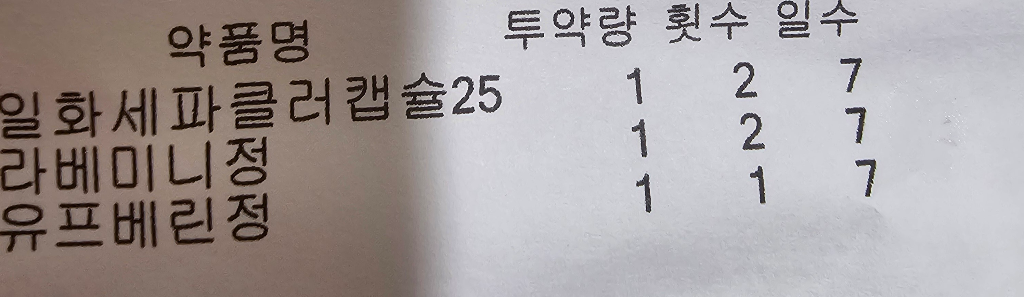 약품명 투약량 횟수 일수
일화세파클러캡슐25 1 2 7
라베미니정 1 2 7
유프베린정 1 1 7